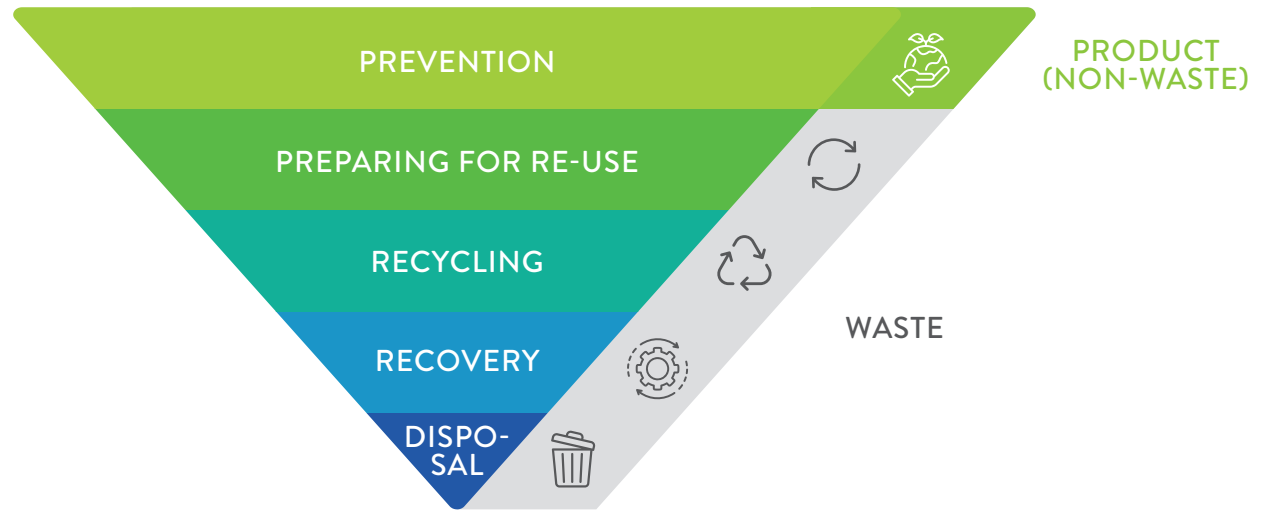 PREVENTION
PRODUCT
(NON-WASTE)
PREPARING FOR RE-USE
RECYCLING
WASTE
RECOVERY
DISPO-
SAL